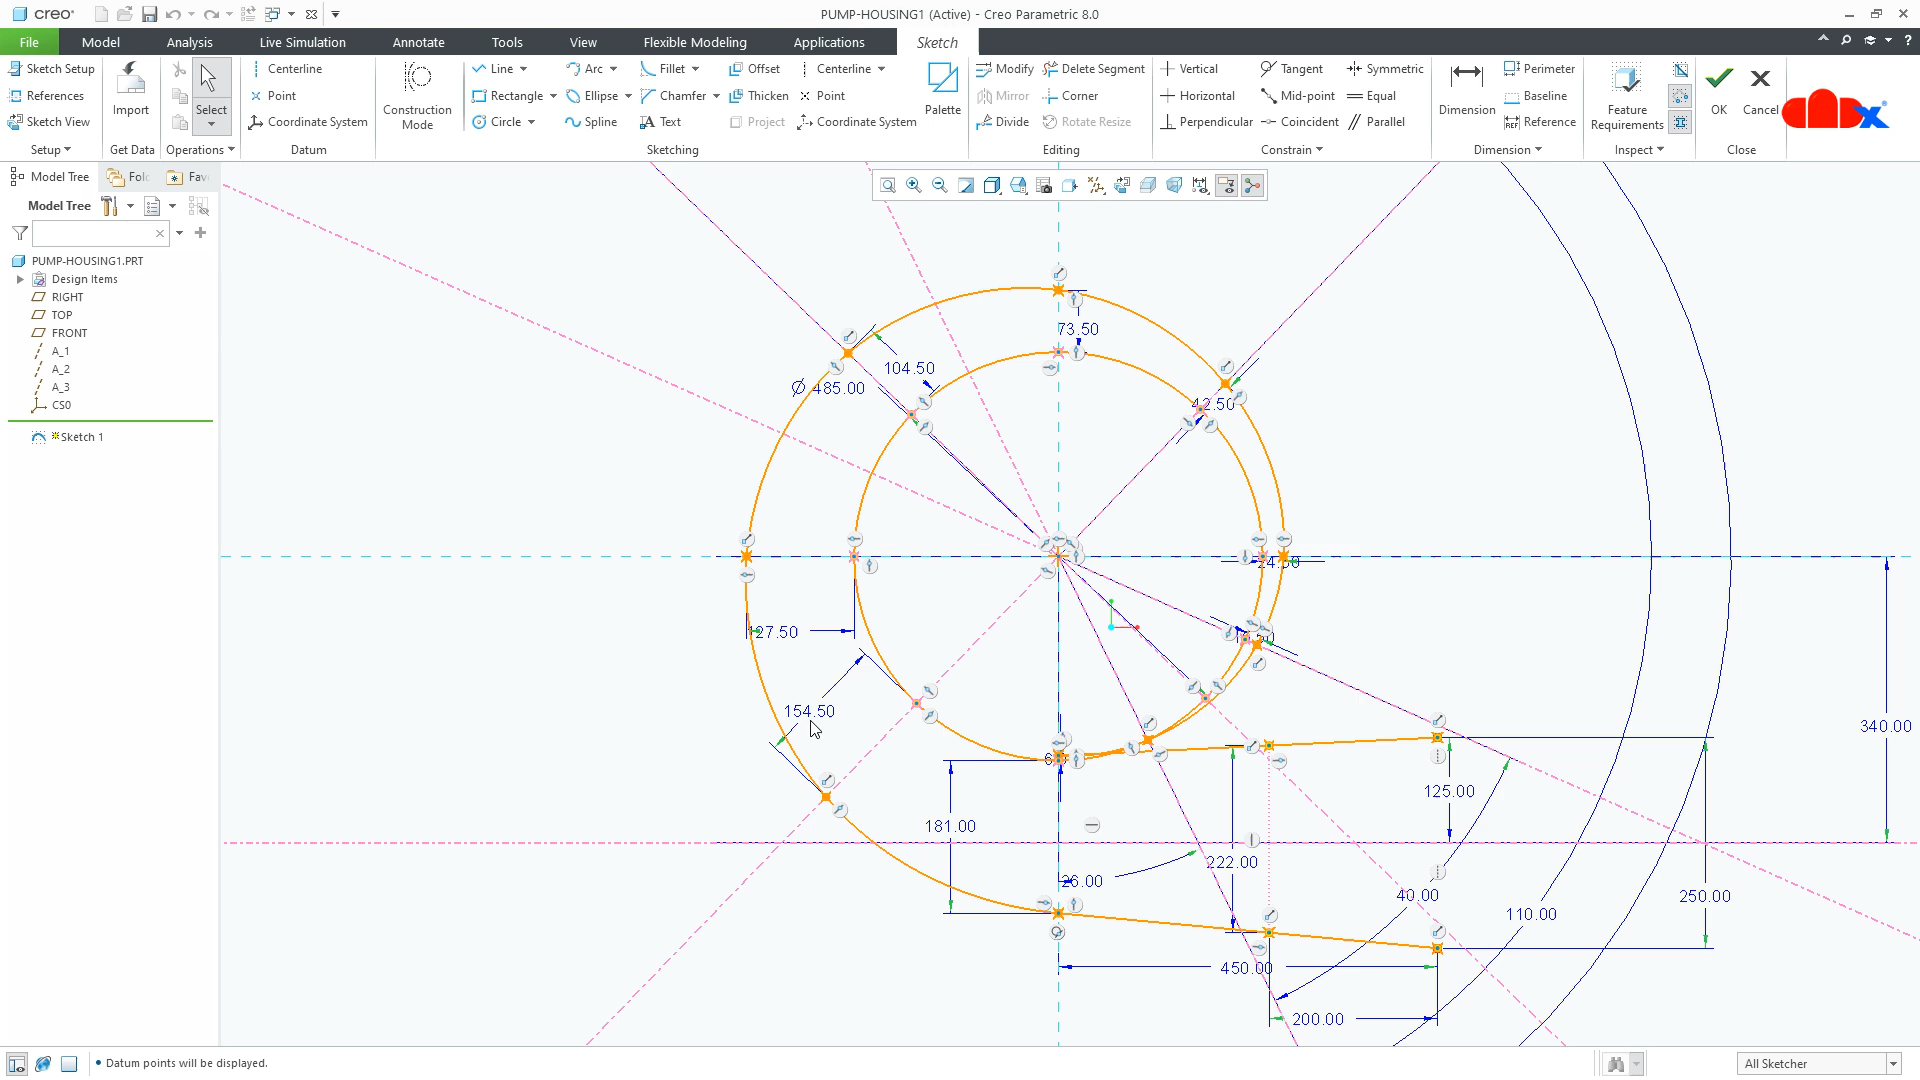 creo
PUMP-HOUSING1 (Active) - Creo Parametric 8.0
File Model Analysis Live Simulation Annotate Tools View Flexible Modeling Applications Sketch
Sketch Setup
References
Sketch View
Setup
Import
Get Data
Select
Operations
Centerline
Point
Coordinate System
Datum
Construction
Mode
Line Arc Fillet Offset Centerline
Rectangle Ellipse Chamfer Thicken Point
Circle Spline Text Project Coordinate System
Palette
Sketching
Modify Delete Segment
Mirror Corner
Divide Rotate Resize
Editing
Vertical Tangent Symmetric
Horizontal Mid-point Equal
Perpendicular Coincident Parallel
Constrain
Dimension
Perimeter
Baseline
REF Reference
Dimension
Feature
Requirements
Inspect
OK Cancel
Close
Model Tree
Model Tree
PUMP-HOUSING1.PRT
Design Items
RIGHT
TOP
FRONT
A_1
A_2
A_3
CS0
Sketch 1
73.50
104.50
Ø 485.00
42.50
24.50
127.50
154.50
340.00
125.00
181.00
222.00
26.00
40.00
250.00
110.00
450.00
200.00
Datum points will be displayed.
All Sketcher